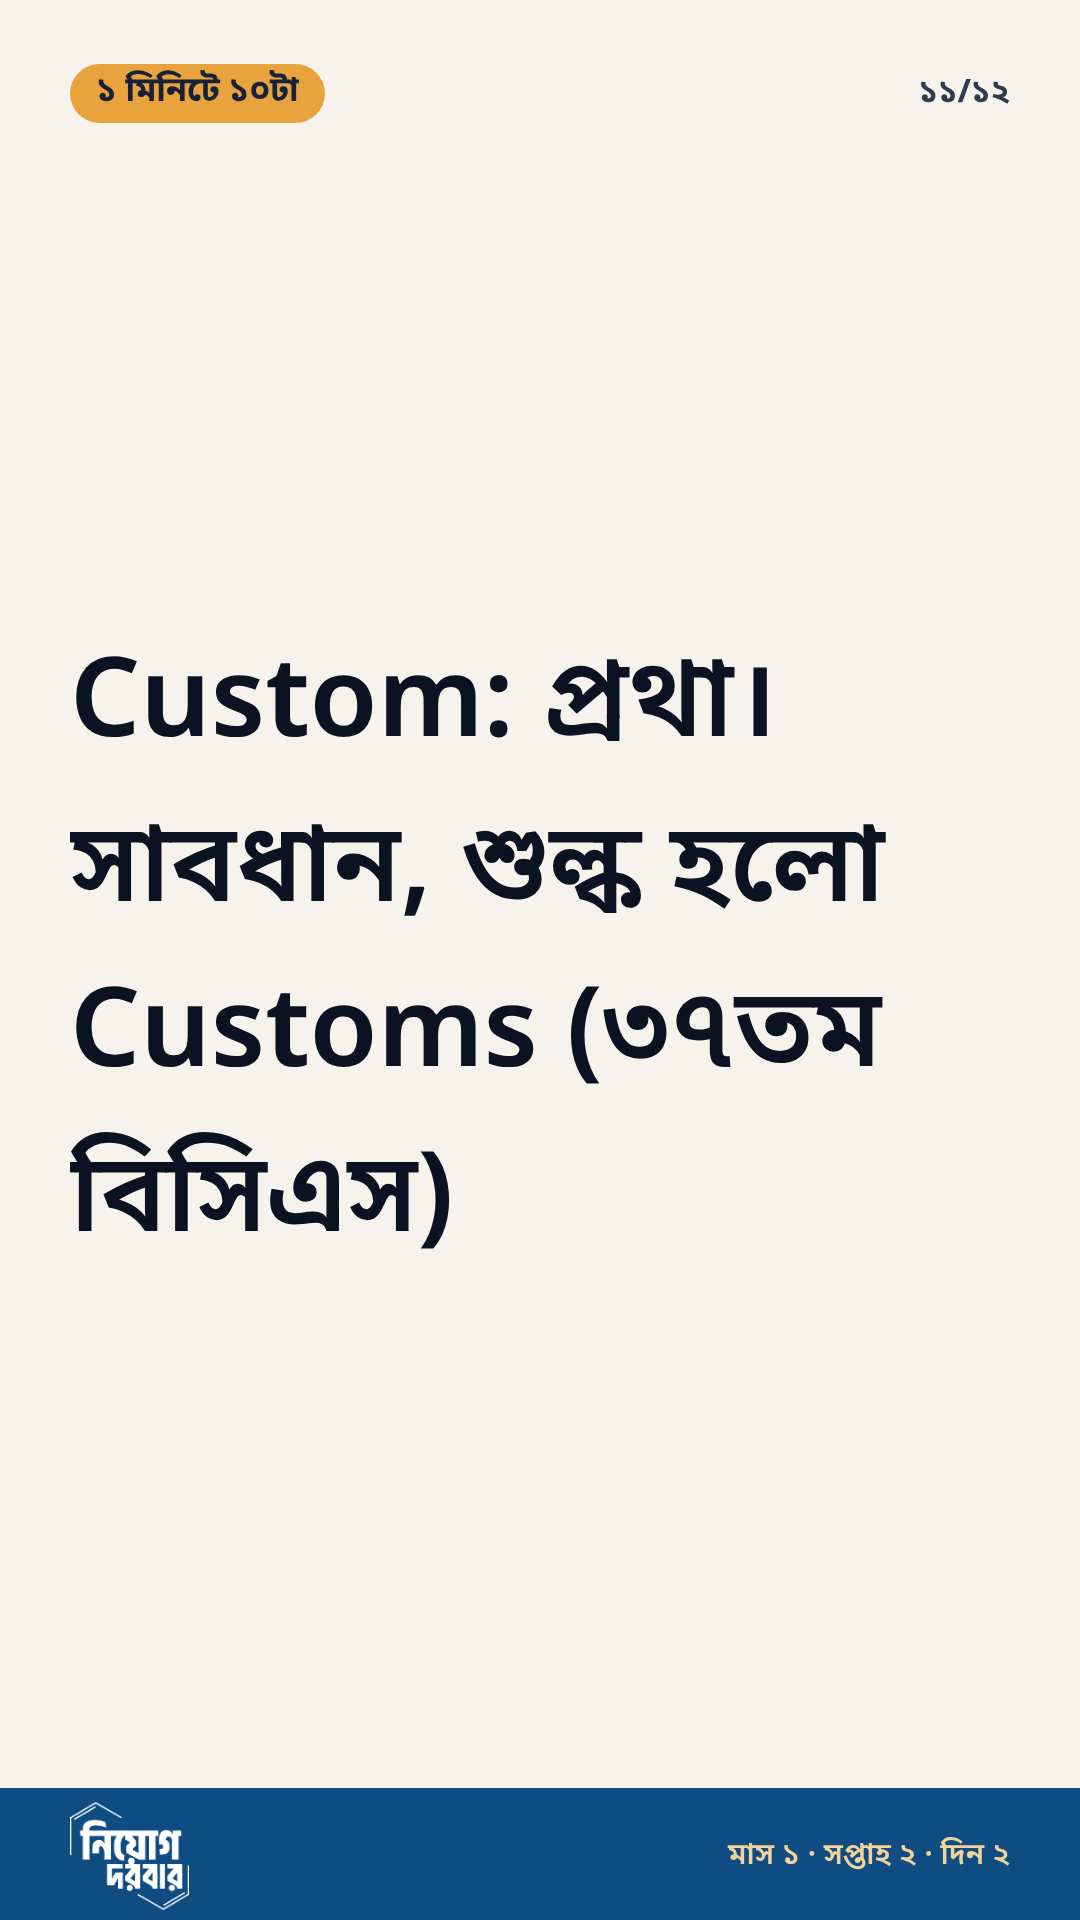 ১ মিনিটে ১০টা
১১/১২
Custom: প্রথা।
সাবধান, শুল্ক হলো
Customs (৩৭তম
বিসিএস)
নিয়োগ
দরবার
মাস ১ · সপ্তাহ ২ · দিন ২